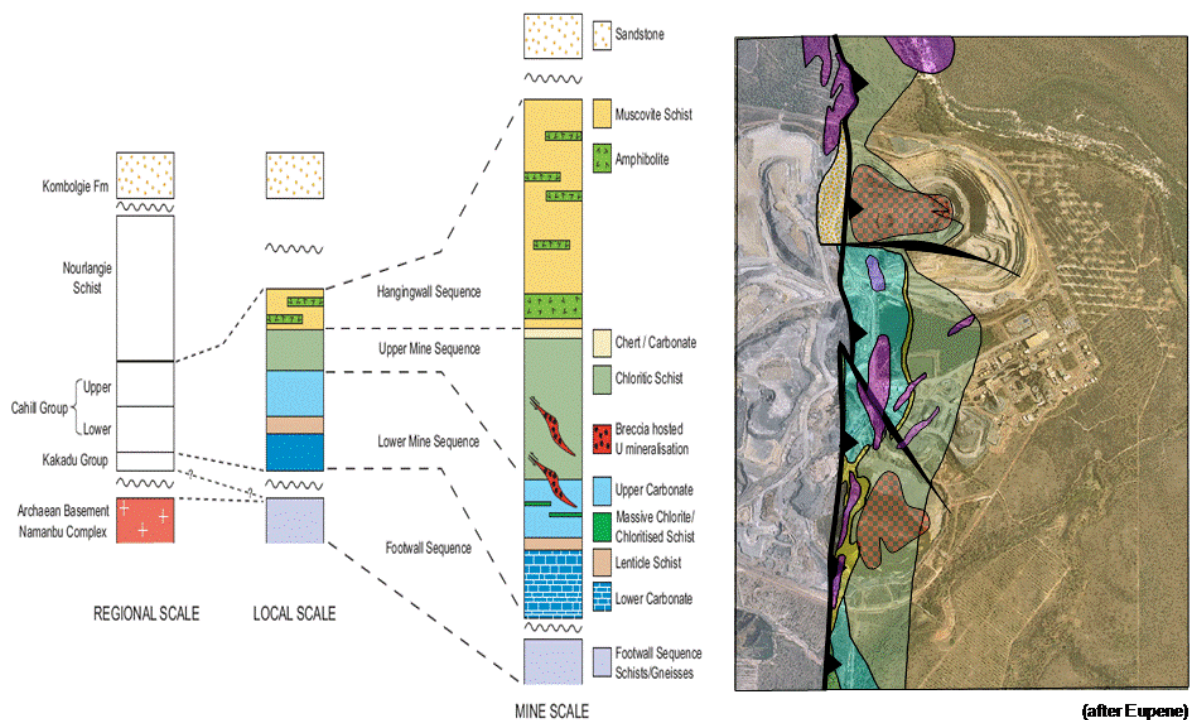 Kombolgie Fm
Nourlangie
Schist
Cahill Group
Upper
Lower
Kakadu Group
Archaean Basement
Namanbu Complex
REGIONAL SCALE
?
?
LOCAL SCALE
Hangingwall Sequence
Upper Mine Sequence
Lower Mine Sequence
Footwall Sequence
MINE SCALE
Sandstone
Muscovite Schist
Amphibolite
Chert / Carbonate
Chloritic Schist
Breccia hosted
U mineralisation
Upper Carbonate
Massive Chlorite/
Chloritised Schist
Lenticle Schist
Lower Carbonate
Footwall Sequence
Schists/Gneisses
(after Eupene)